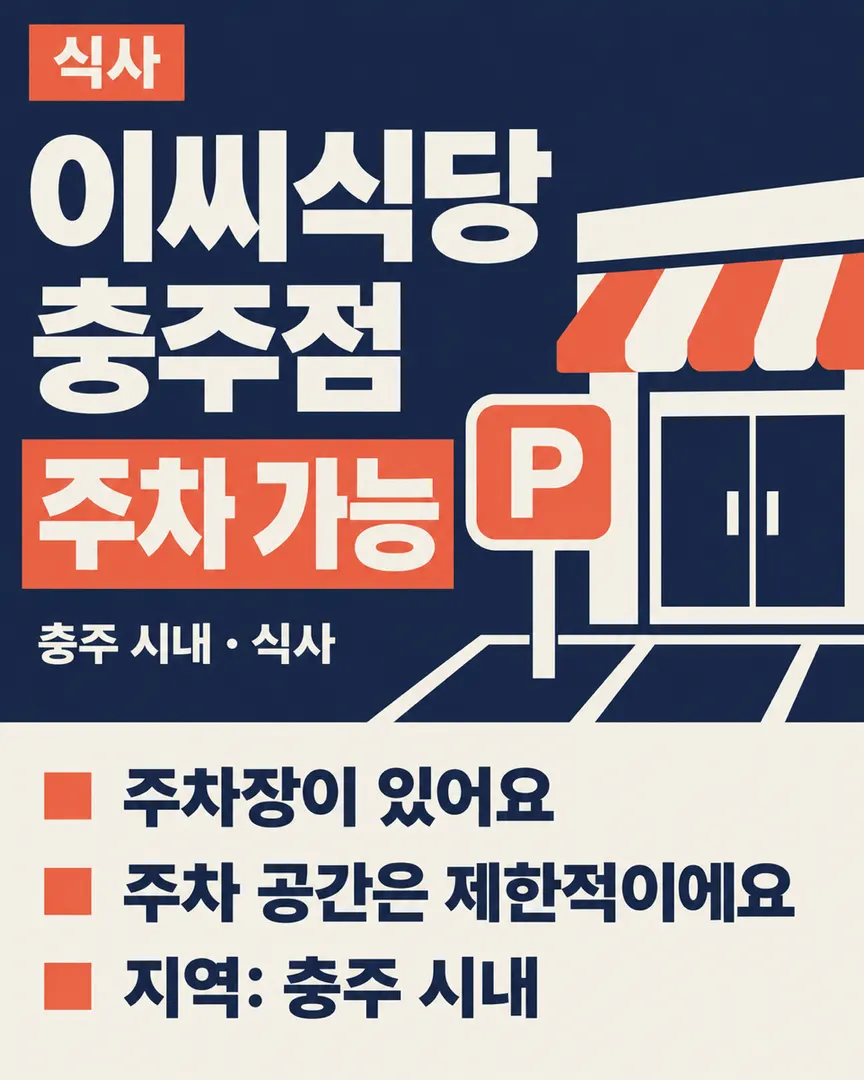 식사
이씨식당
충주점
주차 가능
P
충주 시내 · 식사
주차장이 있어요
주차 공간은 제한적이에요
지역: 충주 시내